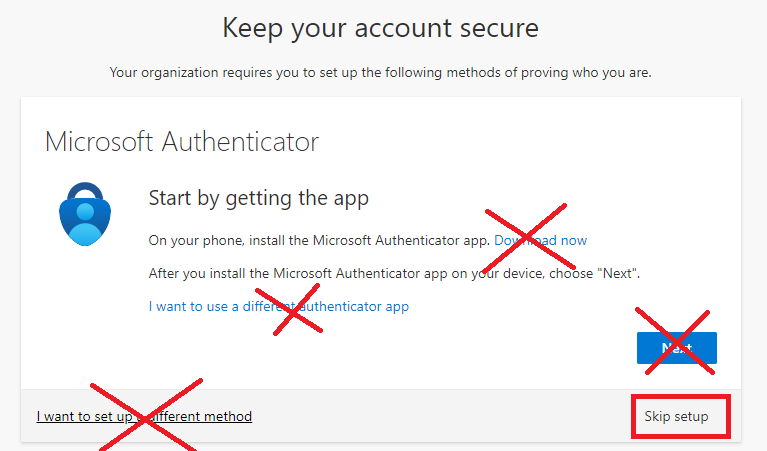 Keep your account secure
Your organization requires you to set up the following methods of proving who you are.
Microsoft Authenticator
Start by getting the app
On your phone, install the Microsoft Authenticator app. Download now
After you install the Microsoft Authenticator app on your device, choose "Next".
I want to use a different authenticator app
Next
I want to set up a different method
Skip setup